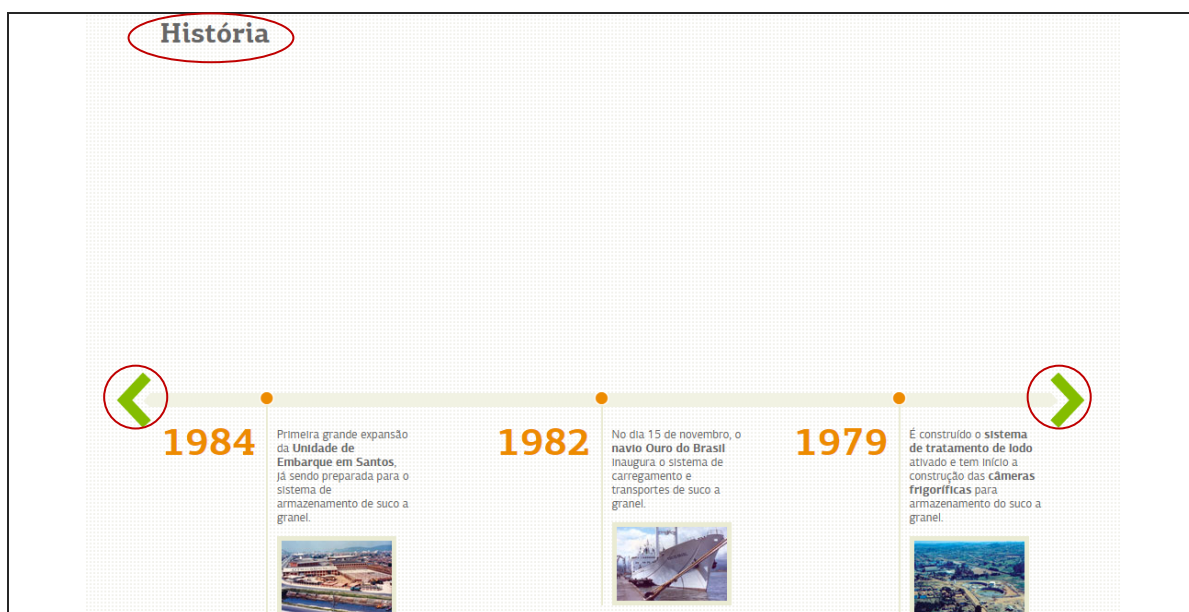 História
1984
Primeira grande expansão
da Unidade de
Embarque em Santos,
já sendo preparada para o
sistema de
armazenamento de suco a
granel.
1982
No dia 15 de novembro, o
navio Ouro do Brasil
inaugura o sistema de
carregamento e
transportes de suco a
granel.
1979
É construído o sistema
de tratamento de lodo
ativado e tem início a
construção das câmeras
frigoríficas para
armazenamento do suco a
granel.